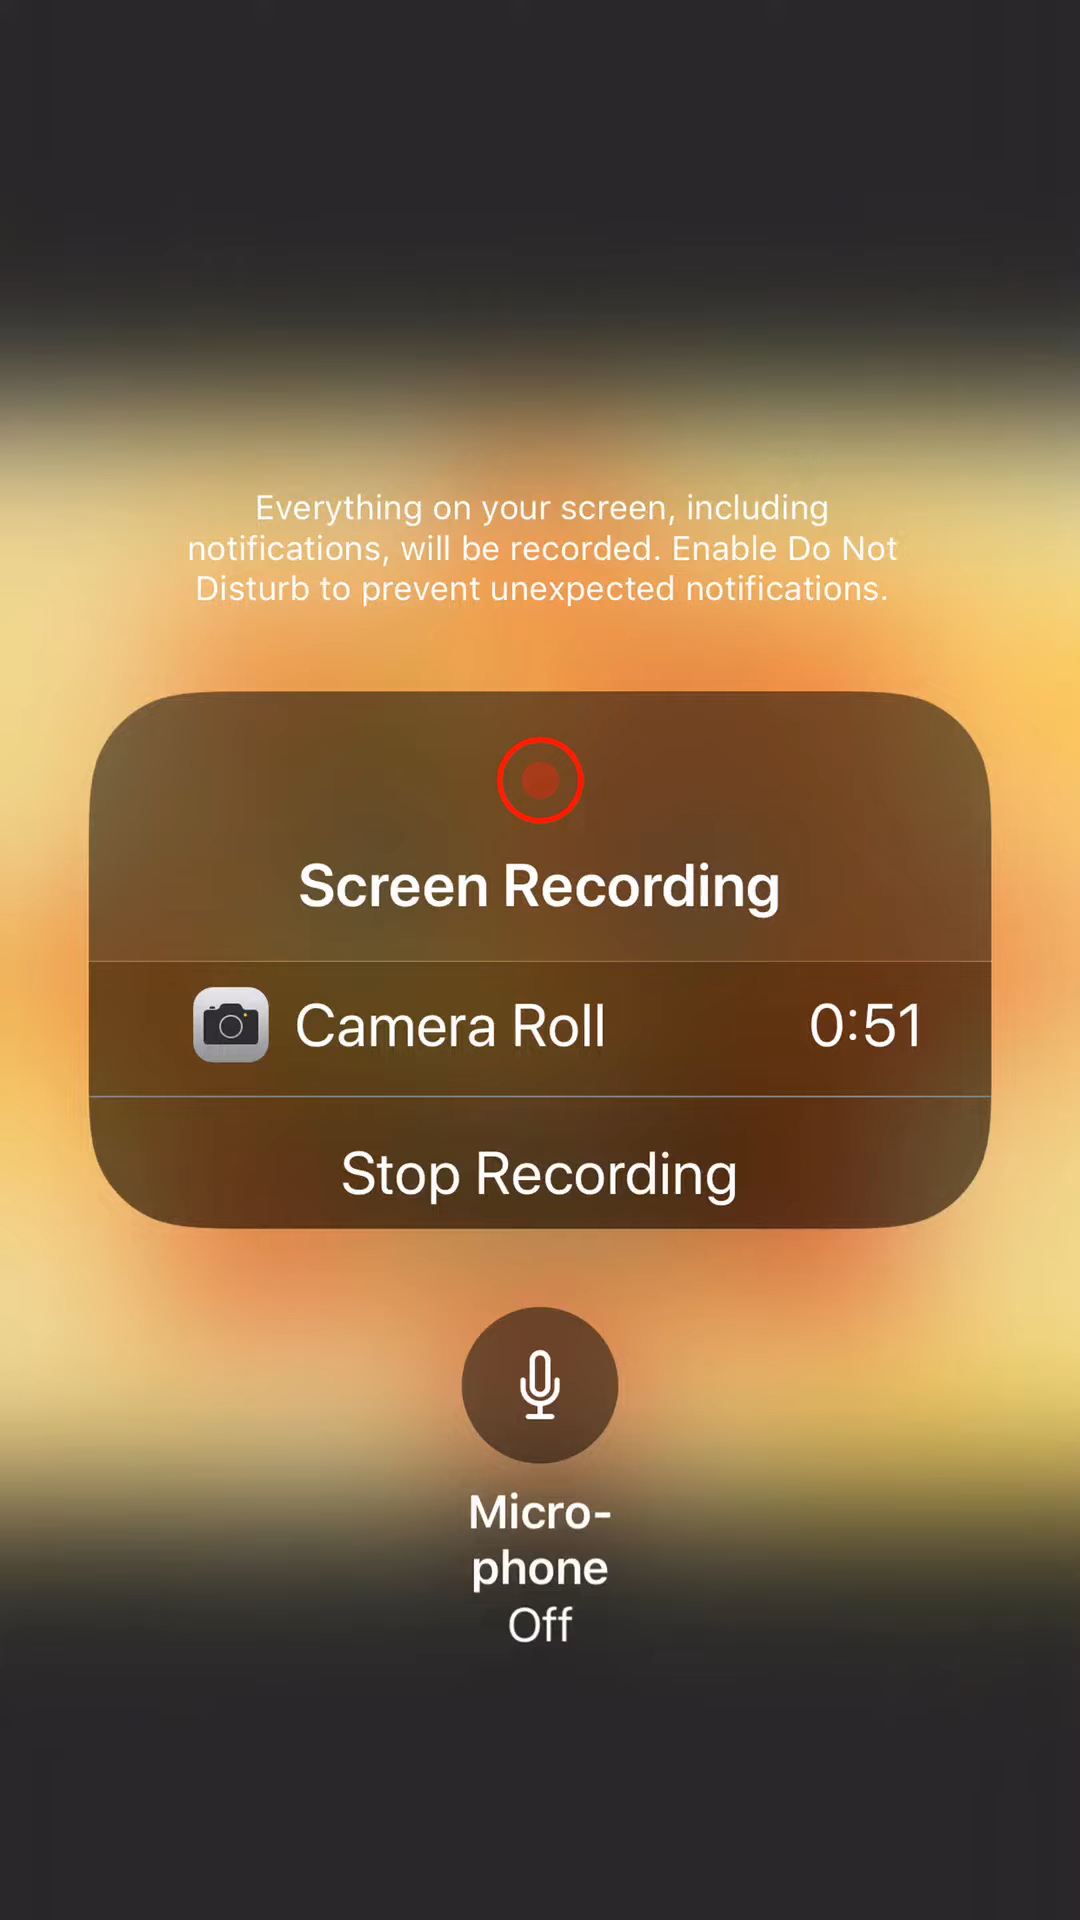 Everything on your screen, including
notifications, will be recorded. Enable Do Not
Disturb to prevent unexpected notifications.
Screen Recording
Camera Roll 0:51
Stop Recording
Micro-
phone
Off